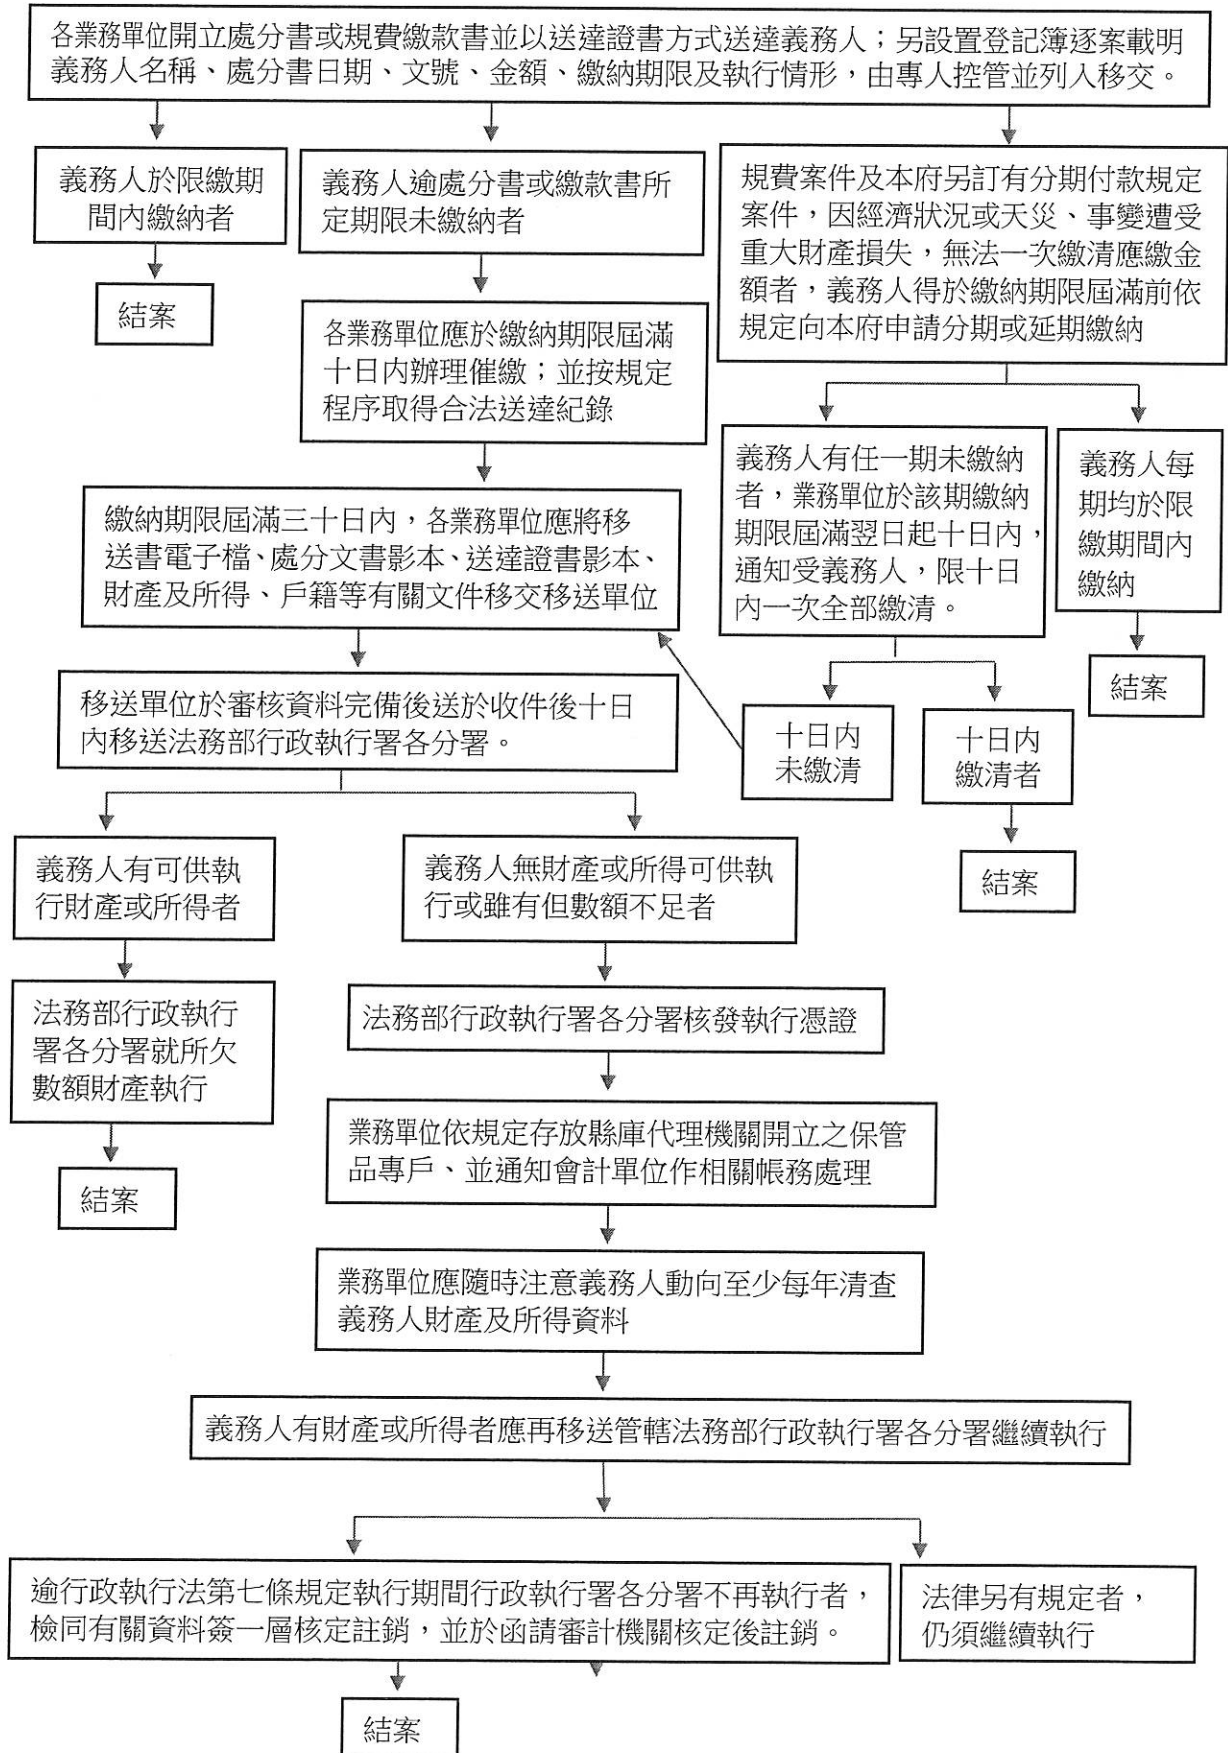 各業務單位開立處分書或規費繳款書並以送達證書方式送達義務人；另設置登記簿逐案載明
義務人名稱、處分書日期、文號、金額、繳納期限及執行情形，由專人控管並列入移交。
義務人於限繳期
間內繳納者
結案
義務人逾處分書或繳款書所
定期限未繳納者
各業務單位應於繳納期限屆滿
十日內辦理催繳；並按規定
程序取得合法送達紀錄
規費案件及本府另訂有分期付款規定
案件，因經濟狀況或天災、事變遭受
重大財產損失，無法一次繳清應繳金
額者，義務人得於繳納期限屆滿前依
規定向本府申請分期或延期繳納
義務人有任一期未繳納
者，業務單位於該期繳納
期限屆滿翌日起十日內，
通知受義務人，限十日
內一次全部繳清。
義務人每
期均於限
繳期間內
繳納
結案
繳納期限屆滿三十日內，各業務單位應將移
送書電子檔、處分文書影本、送達證書影本、
財產及所得、戶籍等有關文件移交移送單位
十日內
未繳清
十日內
繳清者
結案
移送單位於審核資料完備後送於收件後十日
內移送法務部行政執行署各分署。
義務人有可供執
行財產或所得者
法務部行政執行
署各分署就所欠
數額財產執行
結案
義務人無財產或所得可供執
行或雖有但數額不足者
法務部行政執行署各分署核發執行憑證
業務單位依規定存放縣庫代理機關開立之保管
品專戶、並通知會計單位作相關帳務處理
業務單位應隨時注意義務人動向至少每年清查
義務人財產及所得資料
義務人有財產或所得者應再移送管轄法務部行政執行署各分署繼續執行
逾行政執行法第七條規定執行期間行政執行署各分署不再執行者，
檢同有關資料簽一層核定註銷，並於函請審計機關核定後註銷。
法律另有規定者，
仍須繼續執行
結案